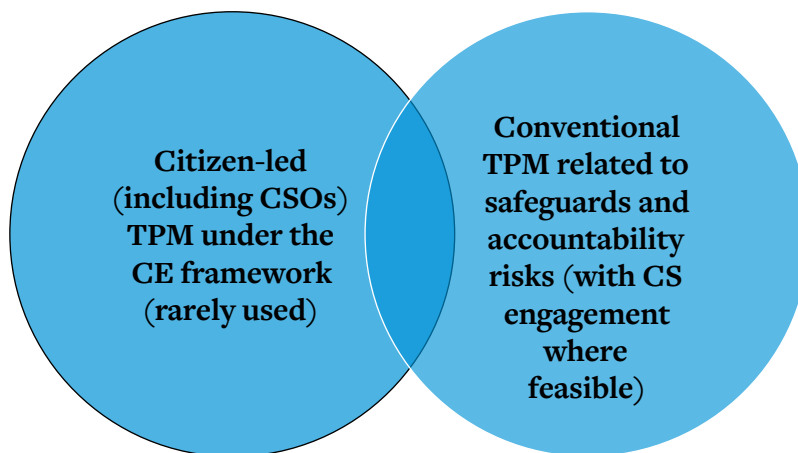 Citizen-led
(including CSOs)
TPM under the
CE framework
(rarely used)
Conventional
TPM related to
safeguards and
accountability
risks (with CS
engagement
where
feasible)